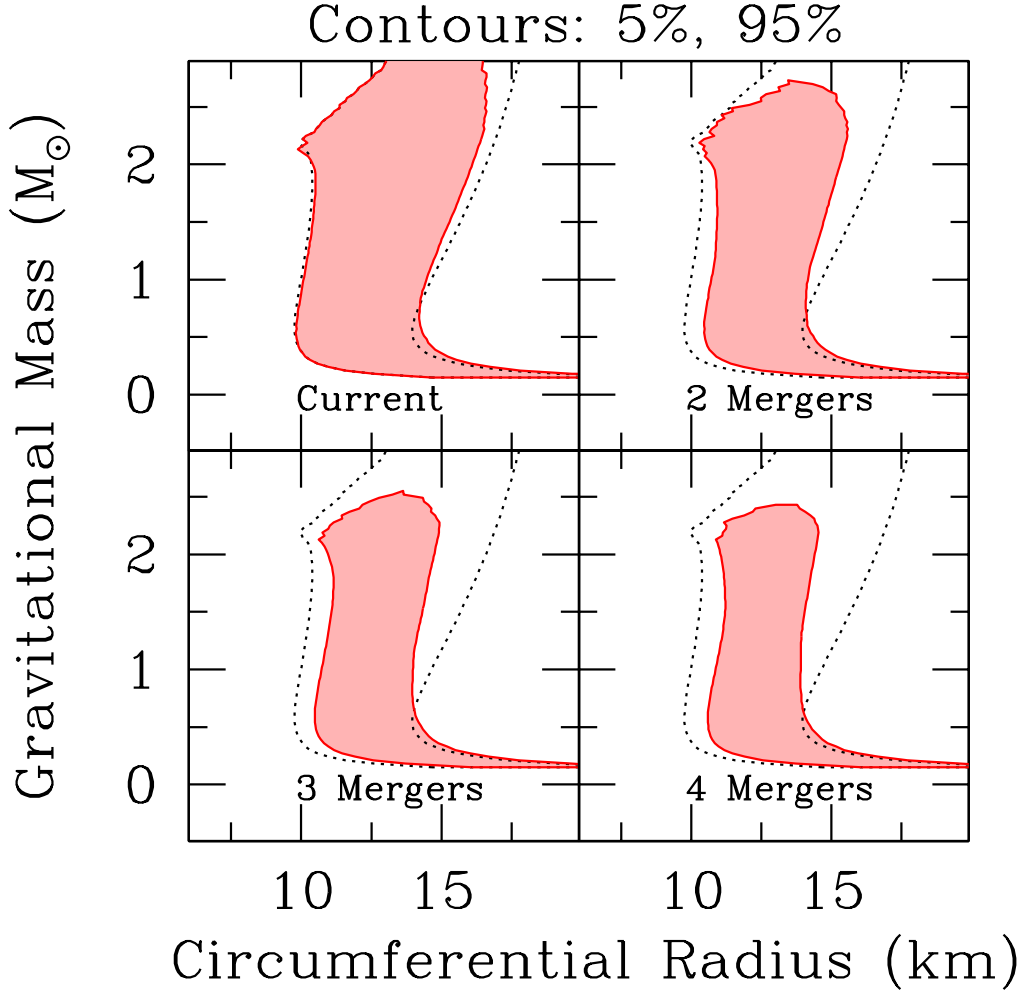 Contours: 5%, 95%
Gravitational Mass (M⊙)
2
1
0
Current
2 Mergers
2
1
0
3 Mergers
4 Mergers
10 15 10 15
Circumferential Radius (km)